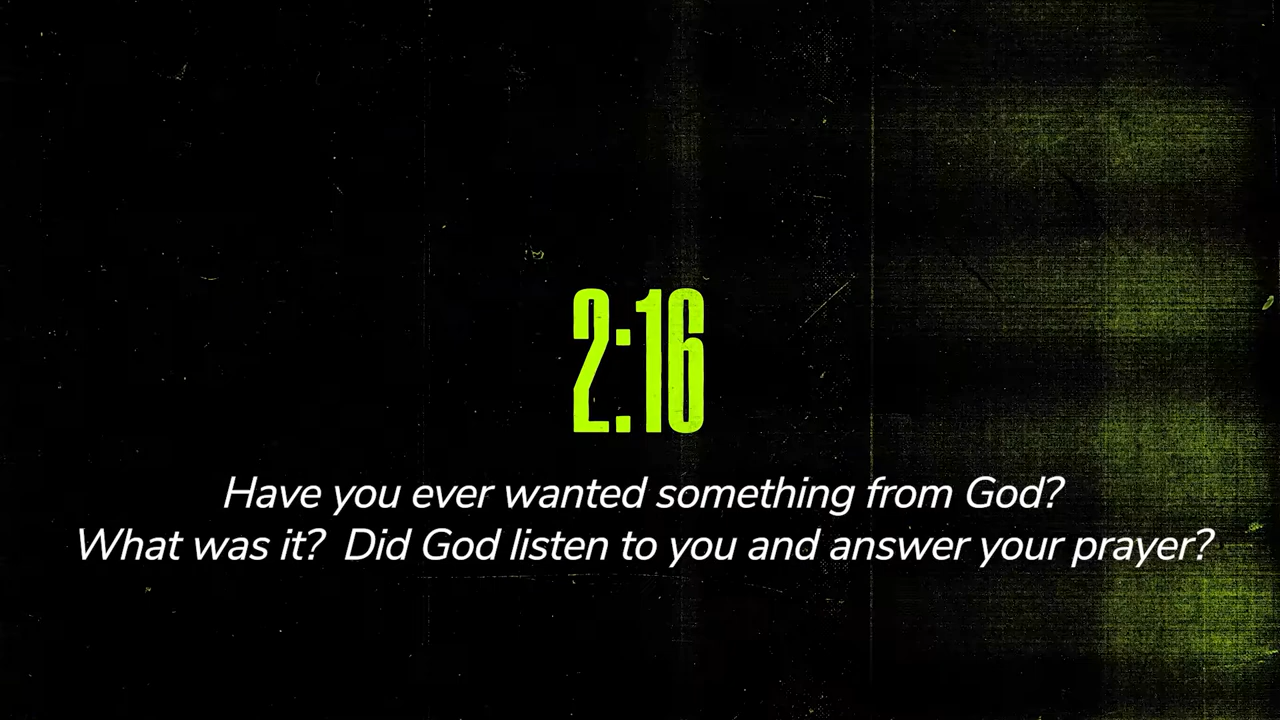 2:16
Have you ever wanted something from God?
What was it? Did God listen to you and answer your prayer?